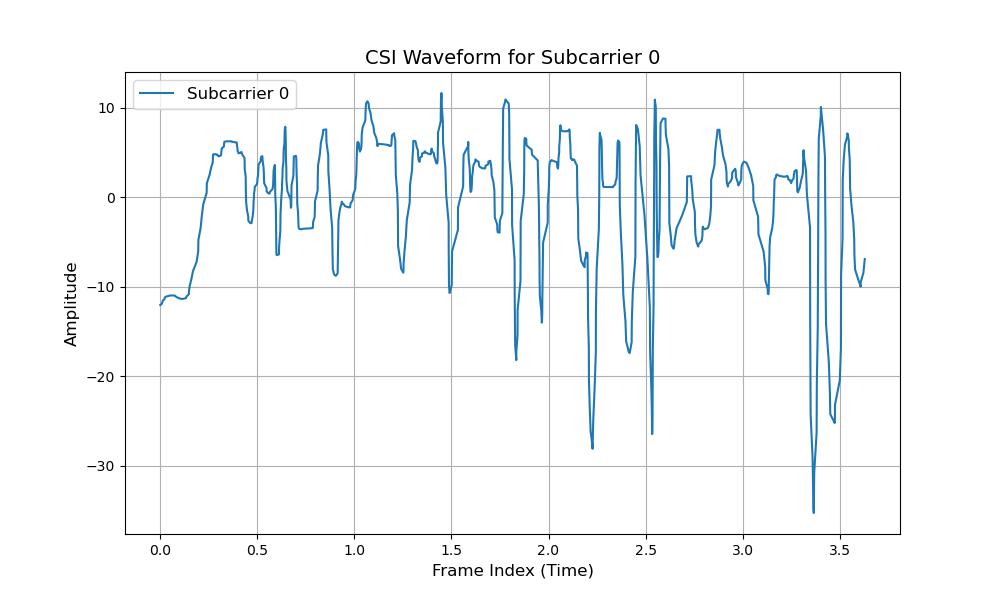 CSI Waveform for Subcarrier 0
Subcarrier 0
Amplitude
10
0
−10
−20
−30
0.0 0.5 1.0 1.5 2.0 2.5 3.0 3.5
Frame Index (Time)